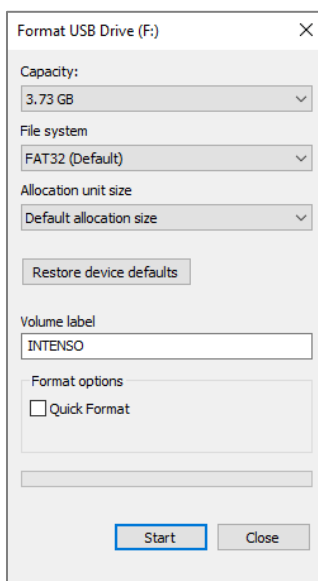 Format USB Drive (F:)
Capacity:
3.73 GB
File system
FAT32 (Default)
Allocation unit size
Default allocation size
Restore device defaults
Volume label
INTENSO
Format options
Quick Format
Start Close